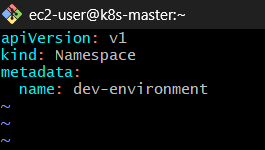 ec2-user@k8s-master:~
apiVersion: v1
kind: Namespace
metadata:
  name: dev-environment
~
~
~